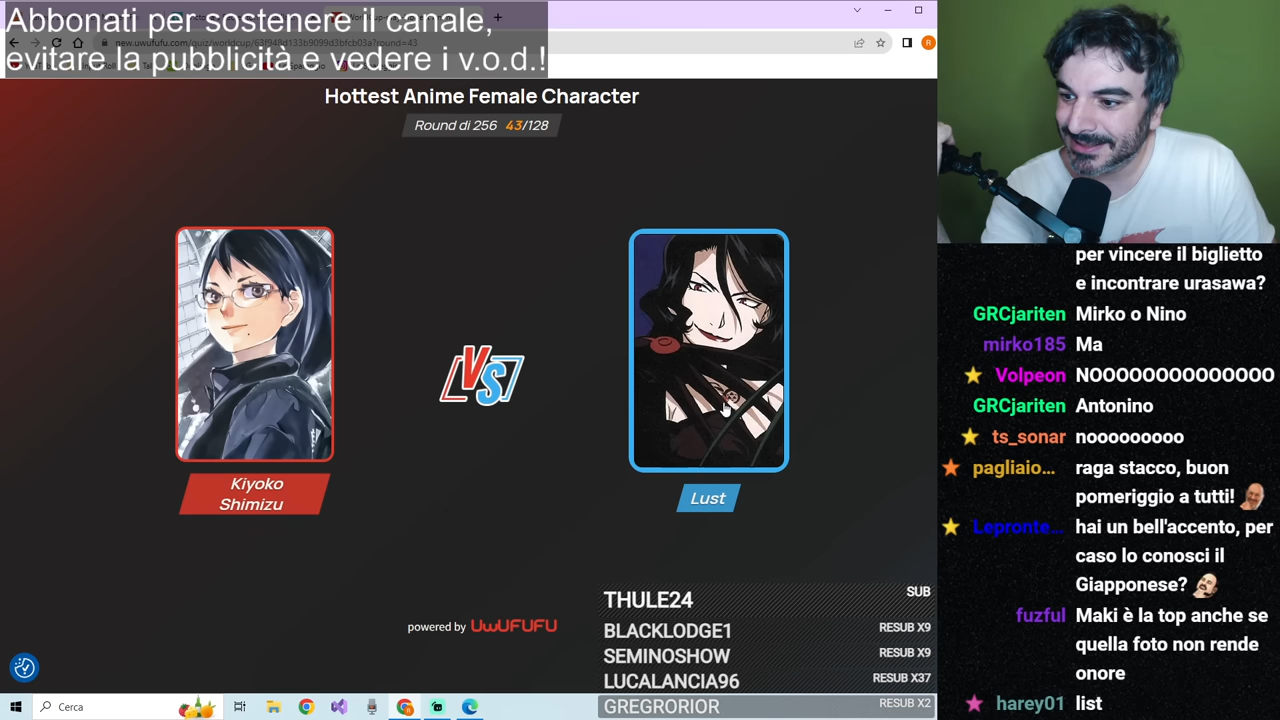 Abbonati per sostenere il canale,
evitare la pubblicità e vedere i v.o.d.!
Hottest Anime Female Character
Round di 256 43/128
Kiyoko
Shimizu
VS
Lust
powered by UwUFUFU
THULE24 SUB
BLACKLODGE1 RESUB X9
SEMINOSHOW RESUB X9
LUCALANCIA96 RESUB X37
GREGRORIOR RESUB X2
per vincere il biglietto
e incontrare urasawa?
GRCjariten Mirko o Nino
mirko185 Ma
Volpeon NOOOOOOOOOOOOOO
GRCjariten Antonino
ts_sonar nooooooooo
pagliaio... raga stacco, buon
pomeriggio a tutti!
Lepronte... hai un bell'accento, per
caso lo conosci il
Giapponese?
fuzful Maki è la top anche se
quella foto non rende
onore
harey01 list
Cerca